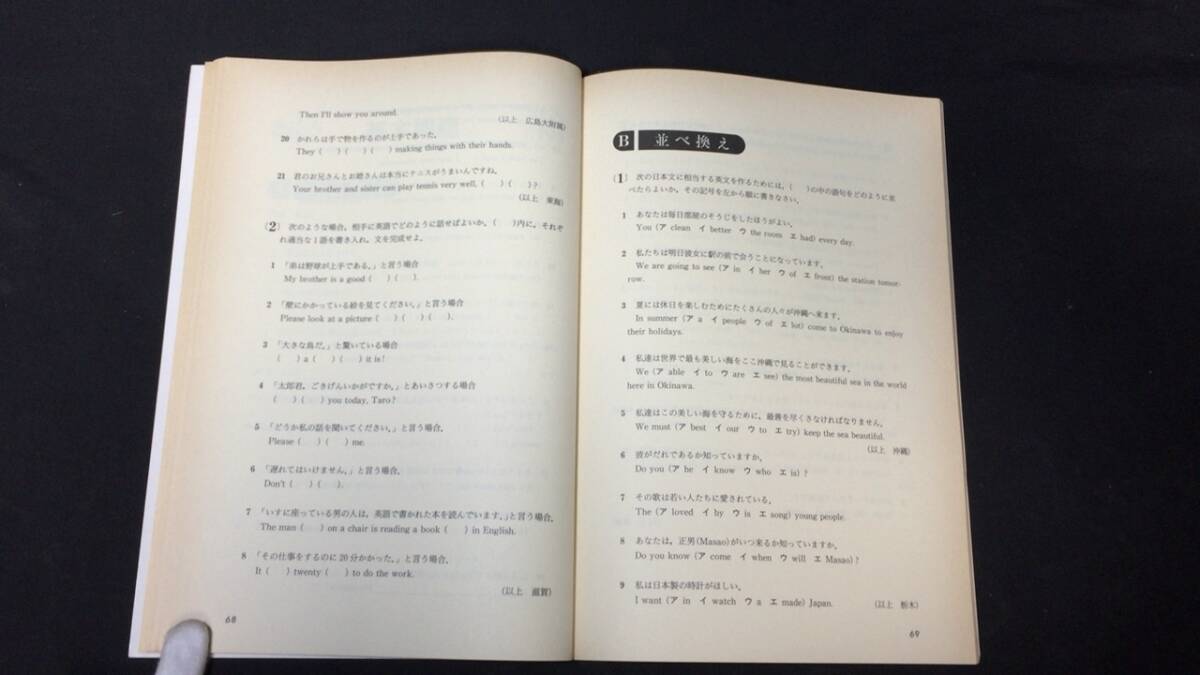 Then I'll show you around.
(以上 広島大附属)
20 かれらは手で物を作るのが上手であった.
They ( ) ( ) ( ) making things with their hands.
21 君のお兄さんとお姉さんは本当にテニスがうまいんですね.
Your brother and sister can play tennis very well, ( ) ( )?
(以上 東海)
(2) 次のような場合, 相手に英語でどのように話せばよいか. ( )内に, それぞ
れ適当な1語を書き入れ, 文を完成せよ.
1 「弟は野球が上手である.」と言う場合
My brother is a good ( ) ( ).
2 「壁にかかっている絵を見てください.」と言う場合
Please look at a picture ( ) ( ) ( ).
3 「大きな鳥だ.」と驚いている場合
( ) a ( ) ( ) it is!
4 「太郎君, ごきげんいかがですか.」とあいさつする場合
( ) ( ) you today, Taro?
5 「どうか私の話を聞いてください.」と言う場合.
Please ( ) ( ) me.
6 「遅れてはいけません.」と言う場合.
Don't ( ) ( ).
7 「いすに座っている男の人は, 英語で書かれた本を読んでいます.」と言う場合.
The man ( ) on a chair is reading a book ( ) in English.
8 「その仕事をするのに20分かかった.」と言う場合.
It ( ) twenty ( ) to do the work.
(以上 滋賀)
68
B 並べ換え
(1) 次の日本文に相当する英文を作るためには, ( )の中の語句をどのように並
べたらよいか. その記号を左から順に書きなさい.
1 あなたは毎日部屋のそうじをしたほうがよい.
You (ア clean イ better ウ the room エ had) every day.
2 私たちは明日彼女に駅の前で会うことになっています.
We are going to see (ア in イ her ウ of エ front) the station tomor-
row.
3 夏には休日を楽しむためにたくさんの人々が沖縄へ来ます.
In summer (ア a イ people ウ of エ lot) come to Okinawa to enjoy
their holidays.
4 私達は世界で最も美しい海をここ沖縄で見ることができます.
We (ア able イ to ウ are エ see) the most beautiful sea in the world
here in Okinawa.
5 私達はこの美しい海を守るために, 最善を尽くさなければなりません.
We must (ア best イ our ウ to エ try) keep the sea beautiful.
(以上 沖縄)
6 彼がだれであるか知っていますか.
Do you (ア he イ know ウ who エ is) ?
7 その歌は若い人たちに愛されている.
The (ア loved イ by ウ is エ song) young people.
8 あなたは, 正男(Masao)がいつ来るか知っていますか.
Do you know (ア come イ when ウ will エ Masao) ?
9 私は日本製の時計がほしい.
I want (ア in イ watch ウ a エ made) Japan. (以上 栃木)
69